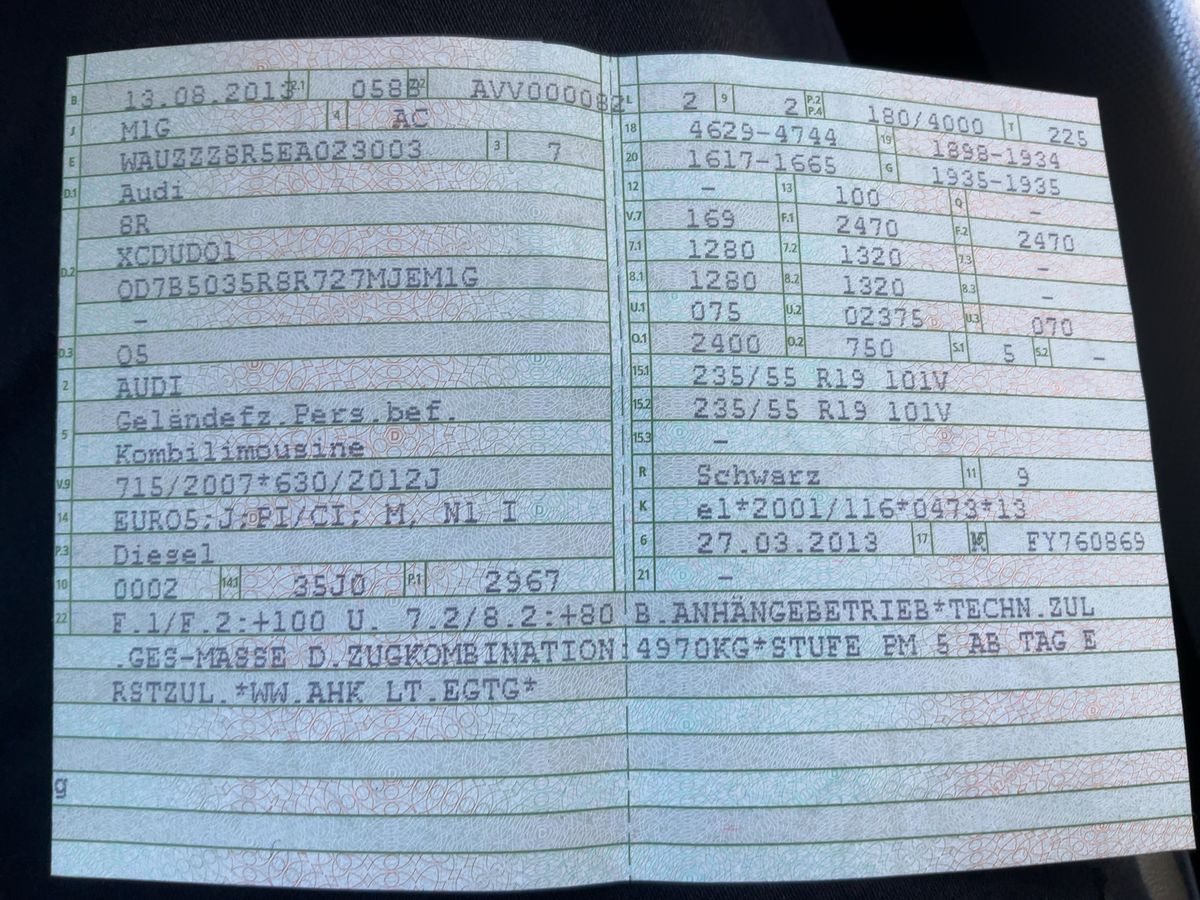 B 13.08.2013 2.1 0588 2.2 AVV000082
J M1G 4 AC
E WAUZZZ8R5EA023003 3 7
D.1 Audi
8R
D.2 XCDUD01
QD7B5035R8R727MJEM1G
–
D.3 Q5
2 AUDI
5 Geländefz.Pers.bef.
Kombilimousine
V.9 715/2007*630/2012J
14 EURO5;J;PI/CI; M, N1 I
P.3 Diesel
10 0002 14.1 35J0 P.1 2967
L 2 9 2 P.2 P.4 180/4000 T 225
18 4629-4744 19 1898-1934
20 1617-1665 G 1935-1935
12 – 13 100 Q –
V.7 169 F.1 2470 F.2 2470
7.1 1280 7.2 1320 7.3 –
8.1 1280 8.2 1320 8.3 –
U.1 075 U.2 02375 U.3 070
O.1 2400 O.2 750 S.1 5 S.2 –
15.1 235/55 R19 101V
15.2 235/55 R19 101V
15.3 –
R Schwarz 11 9
K e1*2001/116*0473*13
6 27.03.2013 17 K 16 FY760869
21 –
22 F.1/F.2:+100 U. 7.2/8.2:+80 B.ANHÄNGEBETRIEB*TECHN.ZUL
.GES-MASSE D.ZUGKOMBINATION:4970KG*STUFE PM 5 AB TAG E
RSTZUL.*WW.AHK LT.EGTG*
g